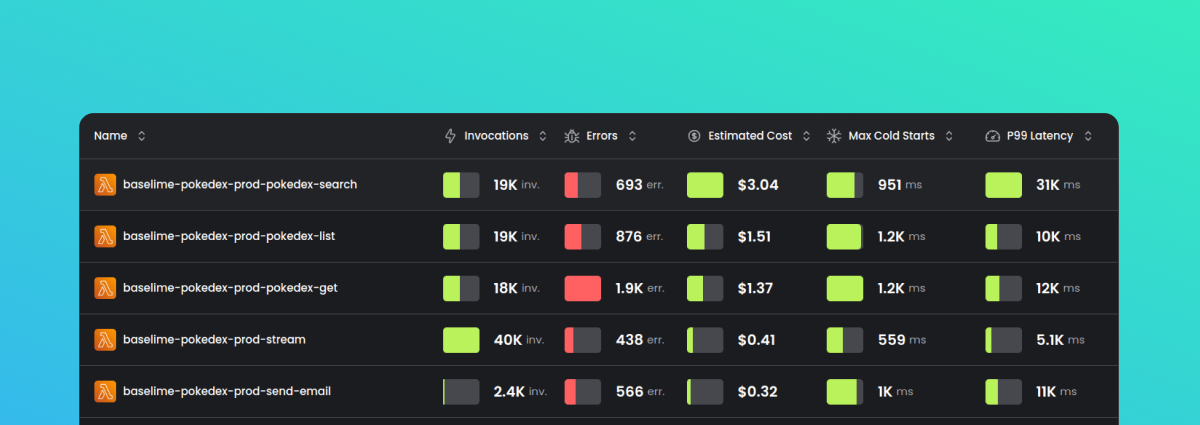 Name Invocations Errors Estimated Cost Max Cold Starts P99 Latency
baselime-pokedex-prod-pokedex-search 19K inv. 693 err. $3.04 951 ms 31K ms
baselime-pokedex-prod-pokedex-list 19K inv. 876 err. $1.51 1.2K ms 10K ms
baselime-pokedex-prod-pokedex-get 18K inv. 1.9K err. $1.37 1.2K ms 12K ms
baselime-pokedex-prod-stream 40K inv. 438 err. $0.41 559 ms 5.1K ms
baselime-pokedex-prod-send-email 2.4K inv. 566 err. $0.32 1K ms 11K ms